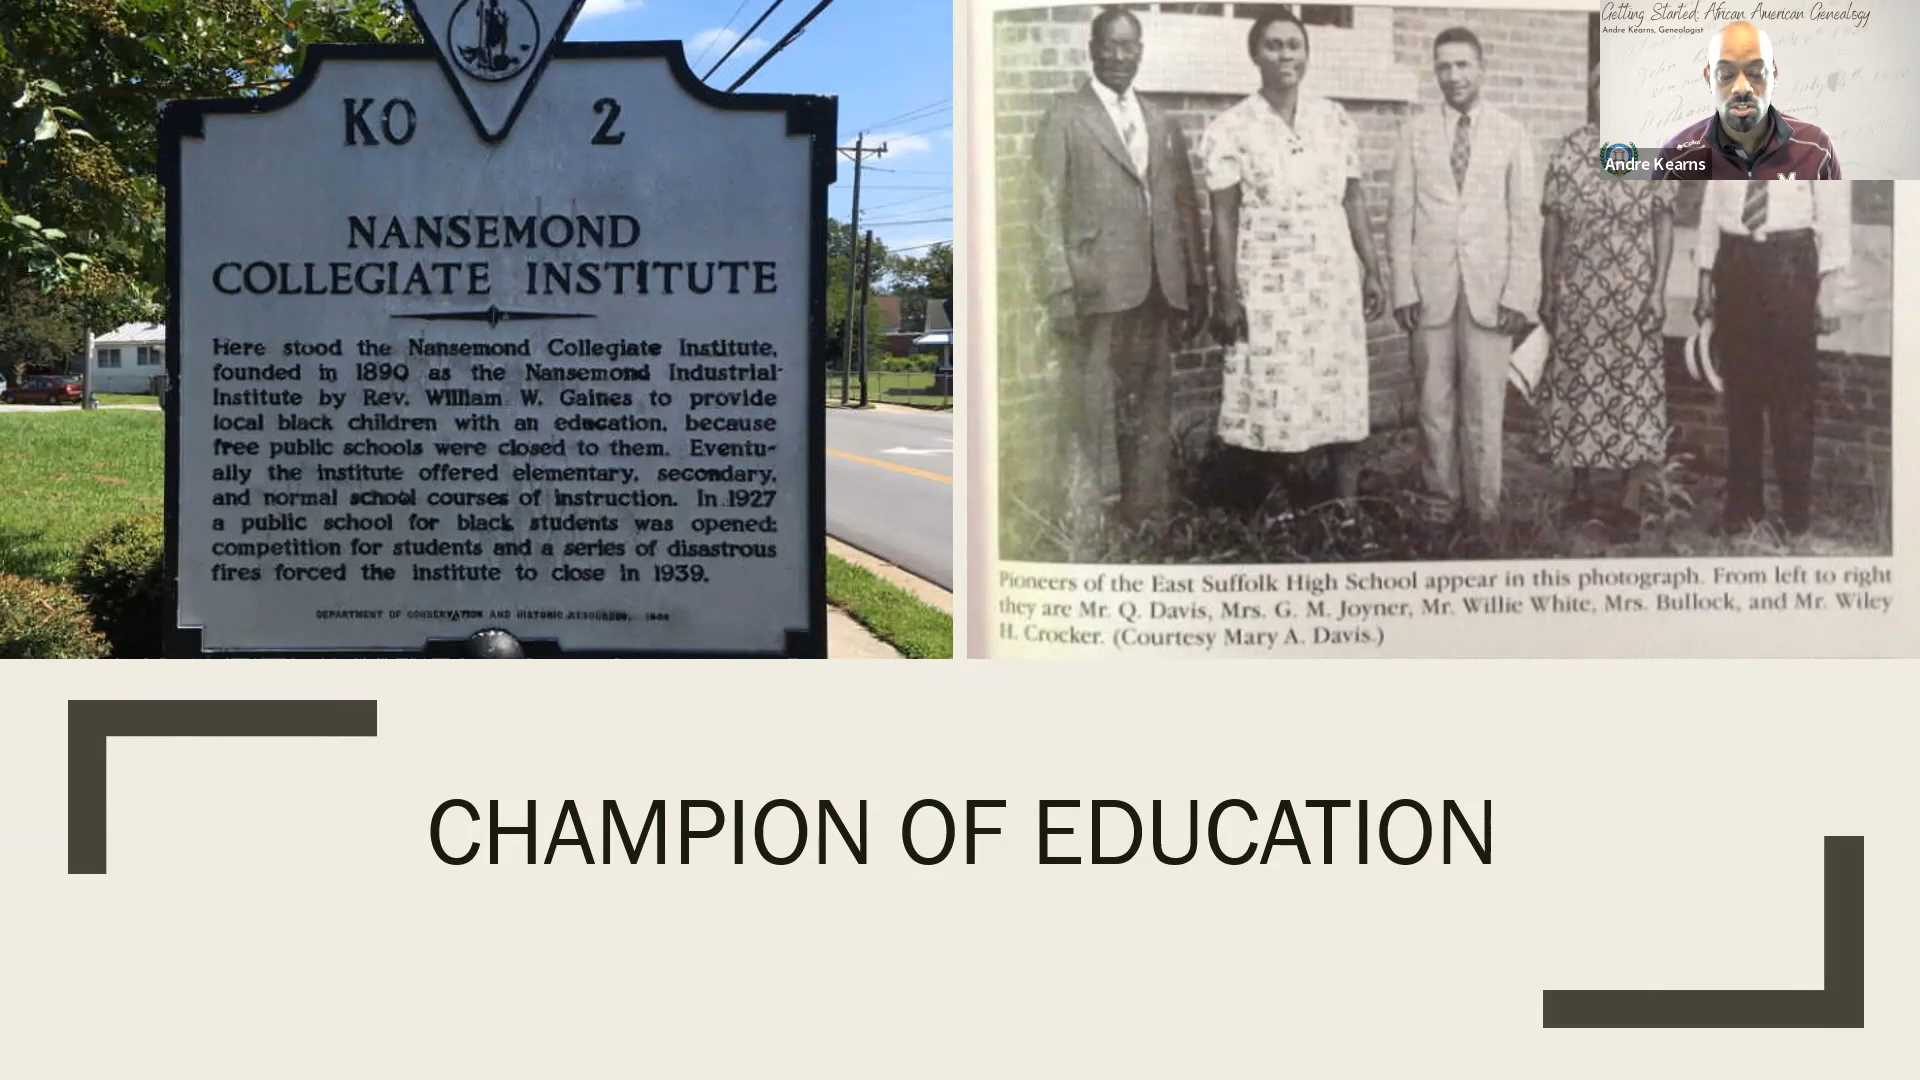 KO 2
NANSEMOND
COLLEGIATE INSTITUTE
Here stood the Nansemond Collegiate Institute,
founded in 1890 as the Nansemond Industrial
Institute by Rev. William W. Gaines to provide
local black children with an education, because
free public schools were closed to them. Eventu-
ally the institute offered elementary, secondary,
and normal school courses of instruction. In 1927
a public school for black students was opened;
competition for students and a series of disastrous
fires forced the institute to close in 1939.
DEPARTMENT OF CONSERVATION AND HISTORIC RESOURCES,
Pioneers of the East Suffolk High School appear in this photograph. From left to right
they are Mr. Q. Davis, Mrs. G. M. Joyner, Mr. Willie White, Mrs. Bullock, and Mr. Wiley
H. Crocker. (Courtesy Mary A. Davis.)
Getting Started: African American Genealogy
Andre Kearns, Genealogist
Andre Kearns
CHAMPION OF EDUCATION